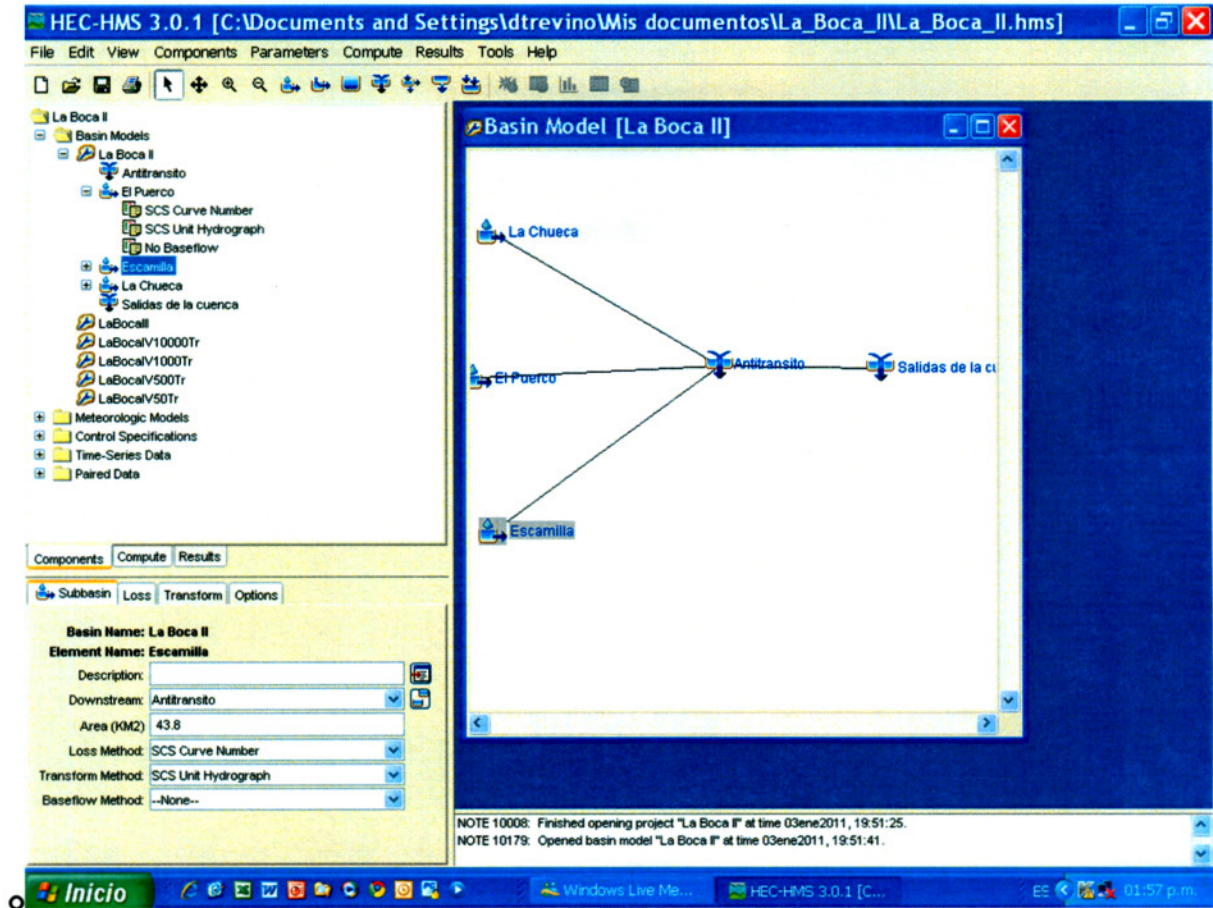 HEC-HMS 3.0.1 [C:\Documents and Settings\dtrevino\Mis documentos\La_Boca_II\La_Boca_II.hms]
File Edit View Components Parameters Compute Results Tools Help
La Boca II
Basin Models
La Boca II
Antitransito
El Puerco
SCS Curve Number
SCS Unit Hydrograph
No Baseflow
Escamilla
La Chueca
Salidas de la cuenca
LaBocaII
LaBocaIV10000Tr
LaBocaIV1000Tr
LaBocaIV500Tr
LaBocaIV50Tr
Meteorologic Models
Control Specifications
Time-Series Data
Paired Data
Components Compute Results
Subbasin Loss Transform Options
Basin Name: La Boca II
Element Name: Escamilla
Description:
Downstream: Antitransito
Area (KM2) 43.8
Loss Method: SCS Curve Number
Transform Method: SCS Unit Hydrograph
Baseflow Method: --None--
Basin Model [La Boca II]
La Chueca
El Puerco
Antitransito
Salidas de la cu
Escamilla
NOTE 10008: Finished opening project "La Boca II" at time 03ene2011, 19:51:25.
NOTE 10179: Opened basin model "La Boca II" at time 03ene2011, 19:51:41.
Inicio
Windows Live Me...
HEC-HMS 3.0.1 [C...
ES
01:57 p.m.